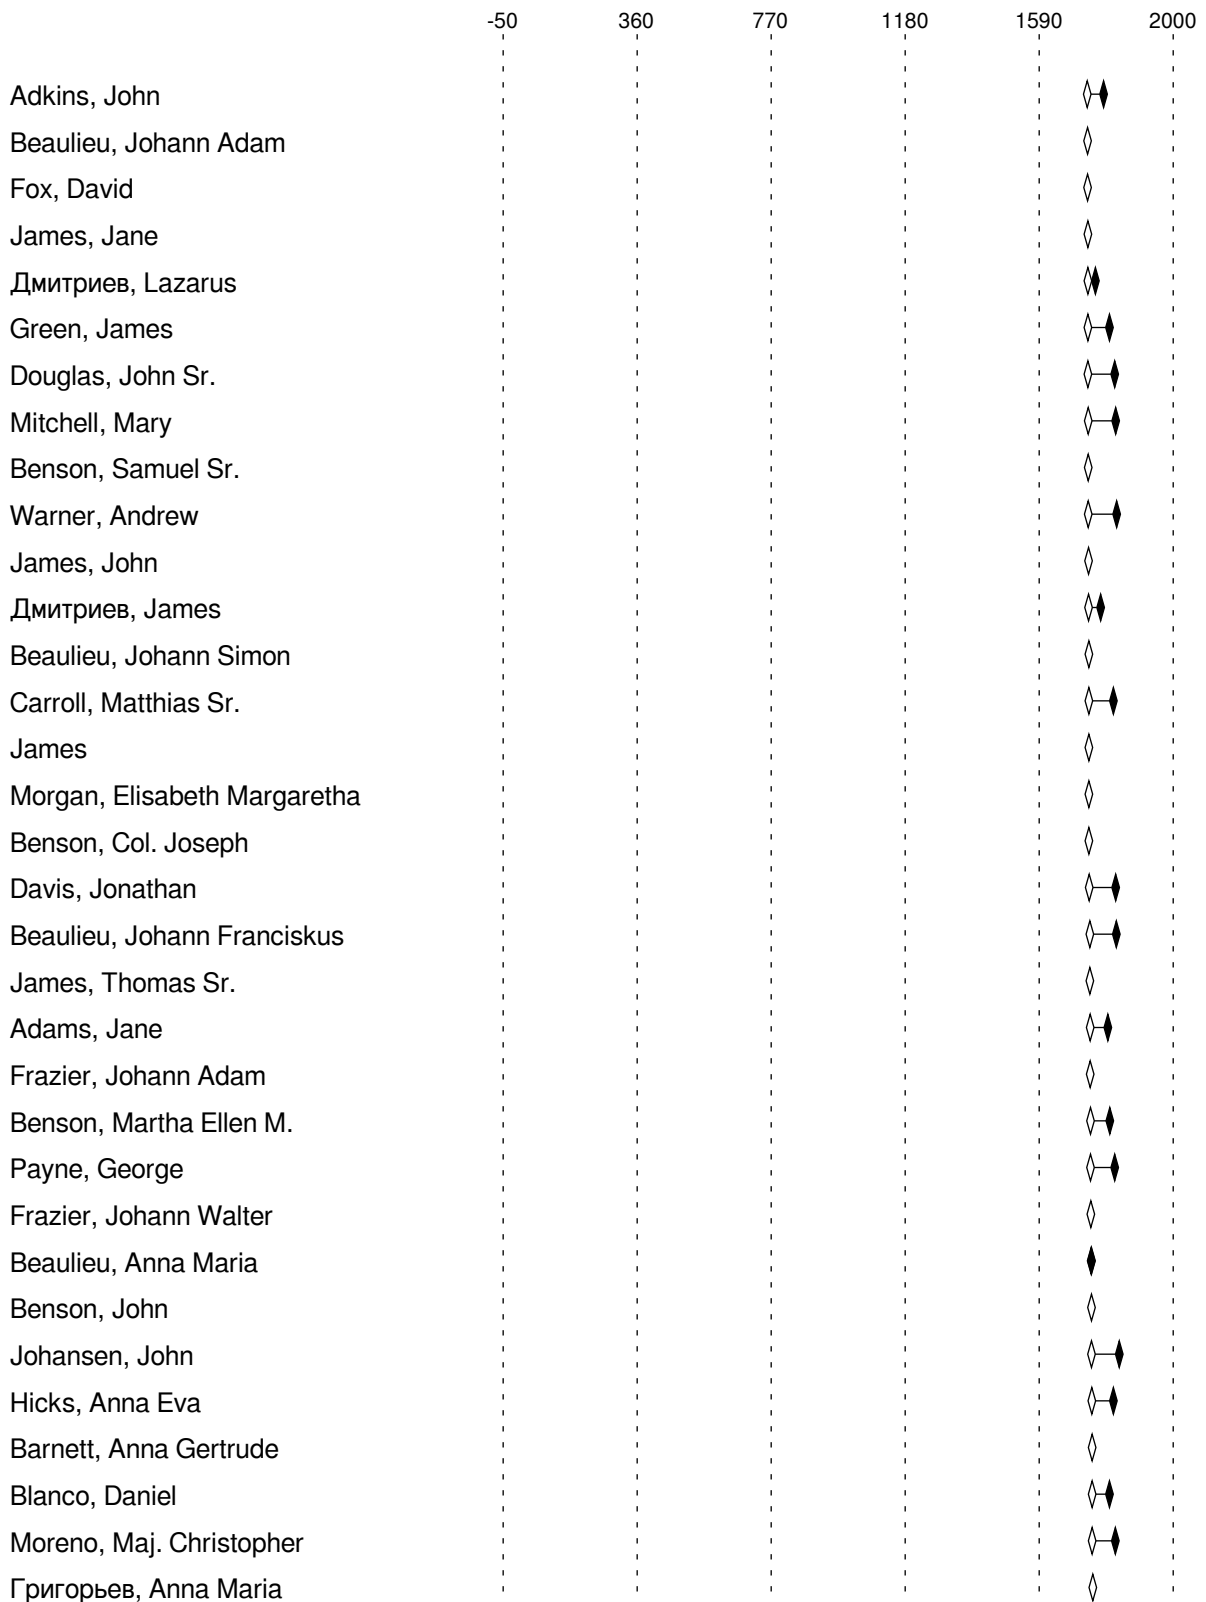 -50 360 770 1180 1590 2000
Adkins, John
Beaulieu, Johann Adam
Fox, David
James, Jane
Дмитриев, Lazarus
Green, James
Douglas, John Sr.
Mitchell, Mary
Benson, Samuel Sr.
Warner, Andrew
James, John
Дмитриев, James
Beaulieu, Johann Simon
Carroll, Matthias Sr.
James
Morgan, Elisabeth Margaretha
Benson, Col. Joseph
Davis, Jonathan
Beaulieu, Johann Franciskus
James, Thomas Sr.
Adams, Jane
Frazier, Johann Adam
Benson, Martha Ellen M.
Payne, George
Frazier, Johann Walter
Beaulieu, Anna Maria
Benson, John
Johansen, John
Hicks, Anna Eva
Barnett, Anna Gertrude
Blanco, Daniel
Moreno, Maj. Christopher
Григорьев, Anna Maria